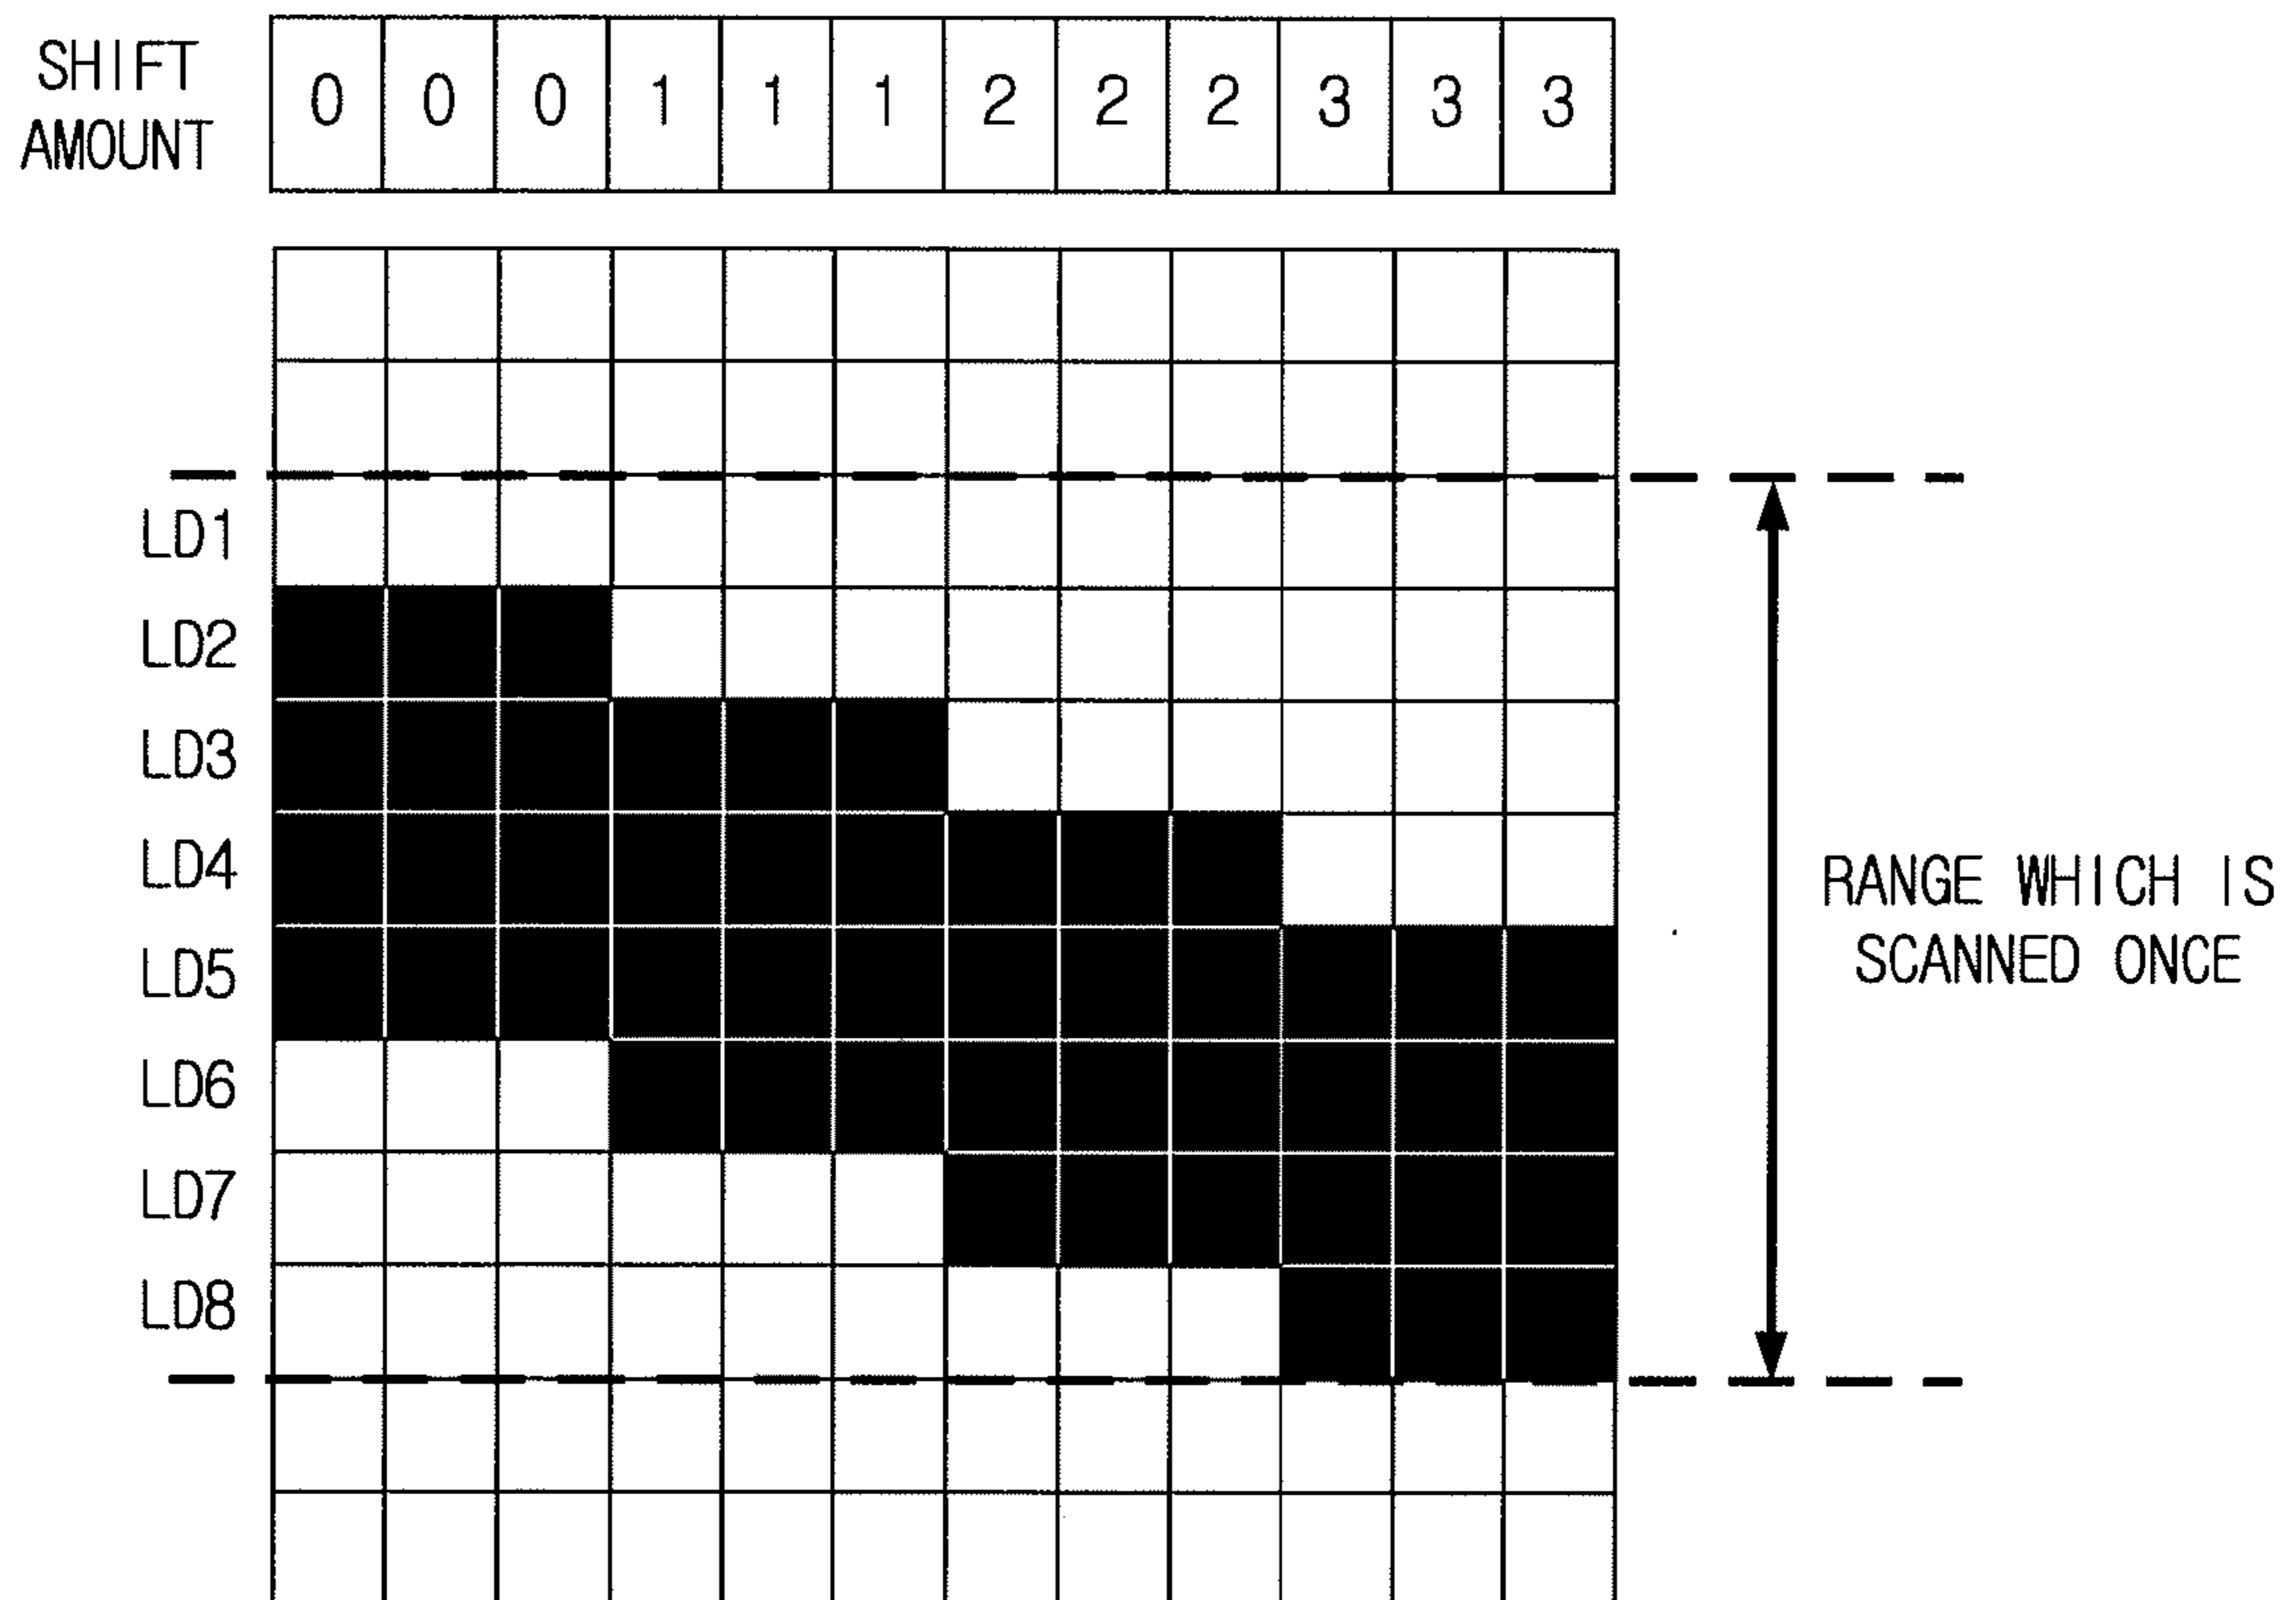 SHIFT
AMOUNT
0 0 0 1 1 1 2 2 2 3 3 3
LD1
LD2
LD3
LD4
LD5
LD6
LD7
LD8
RANGE WHICH IS
SCANNED ONCE